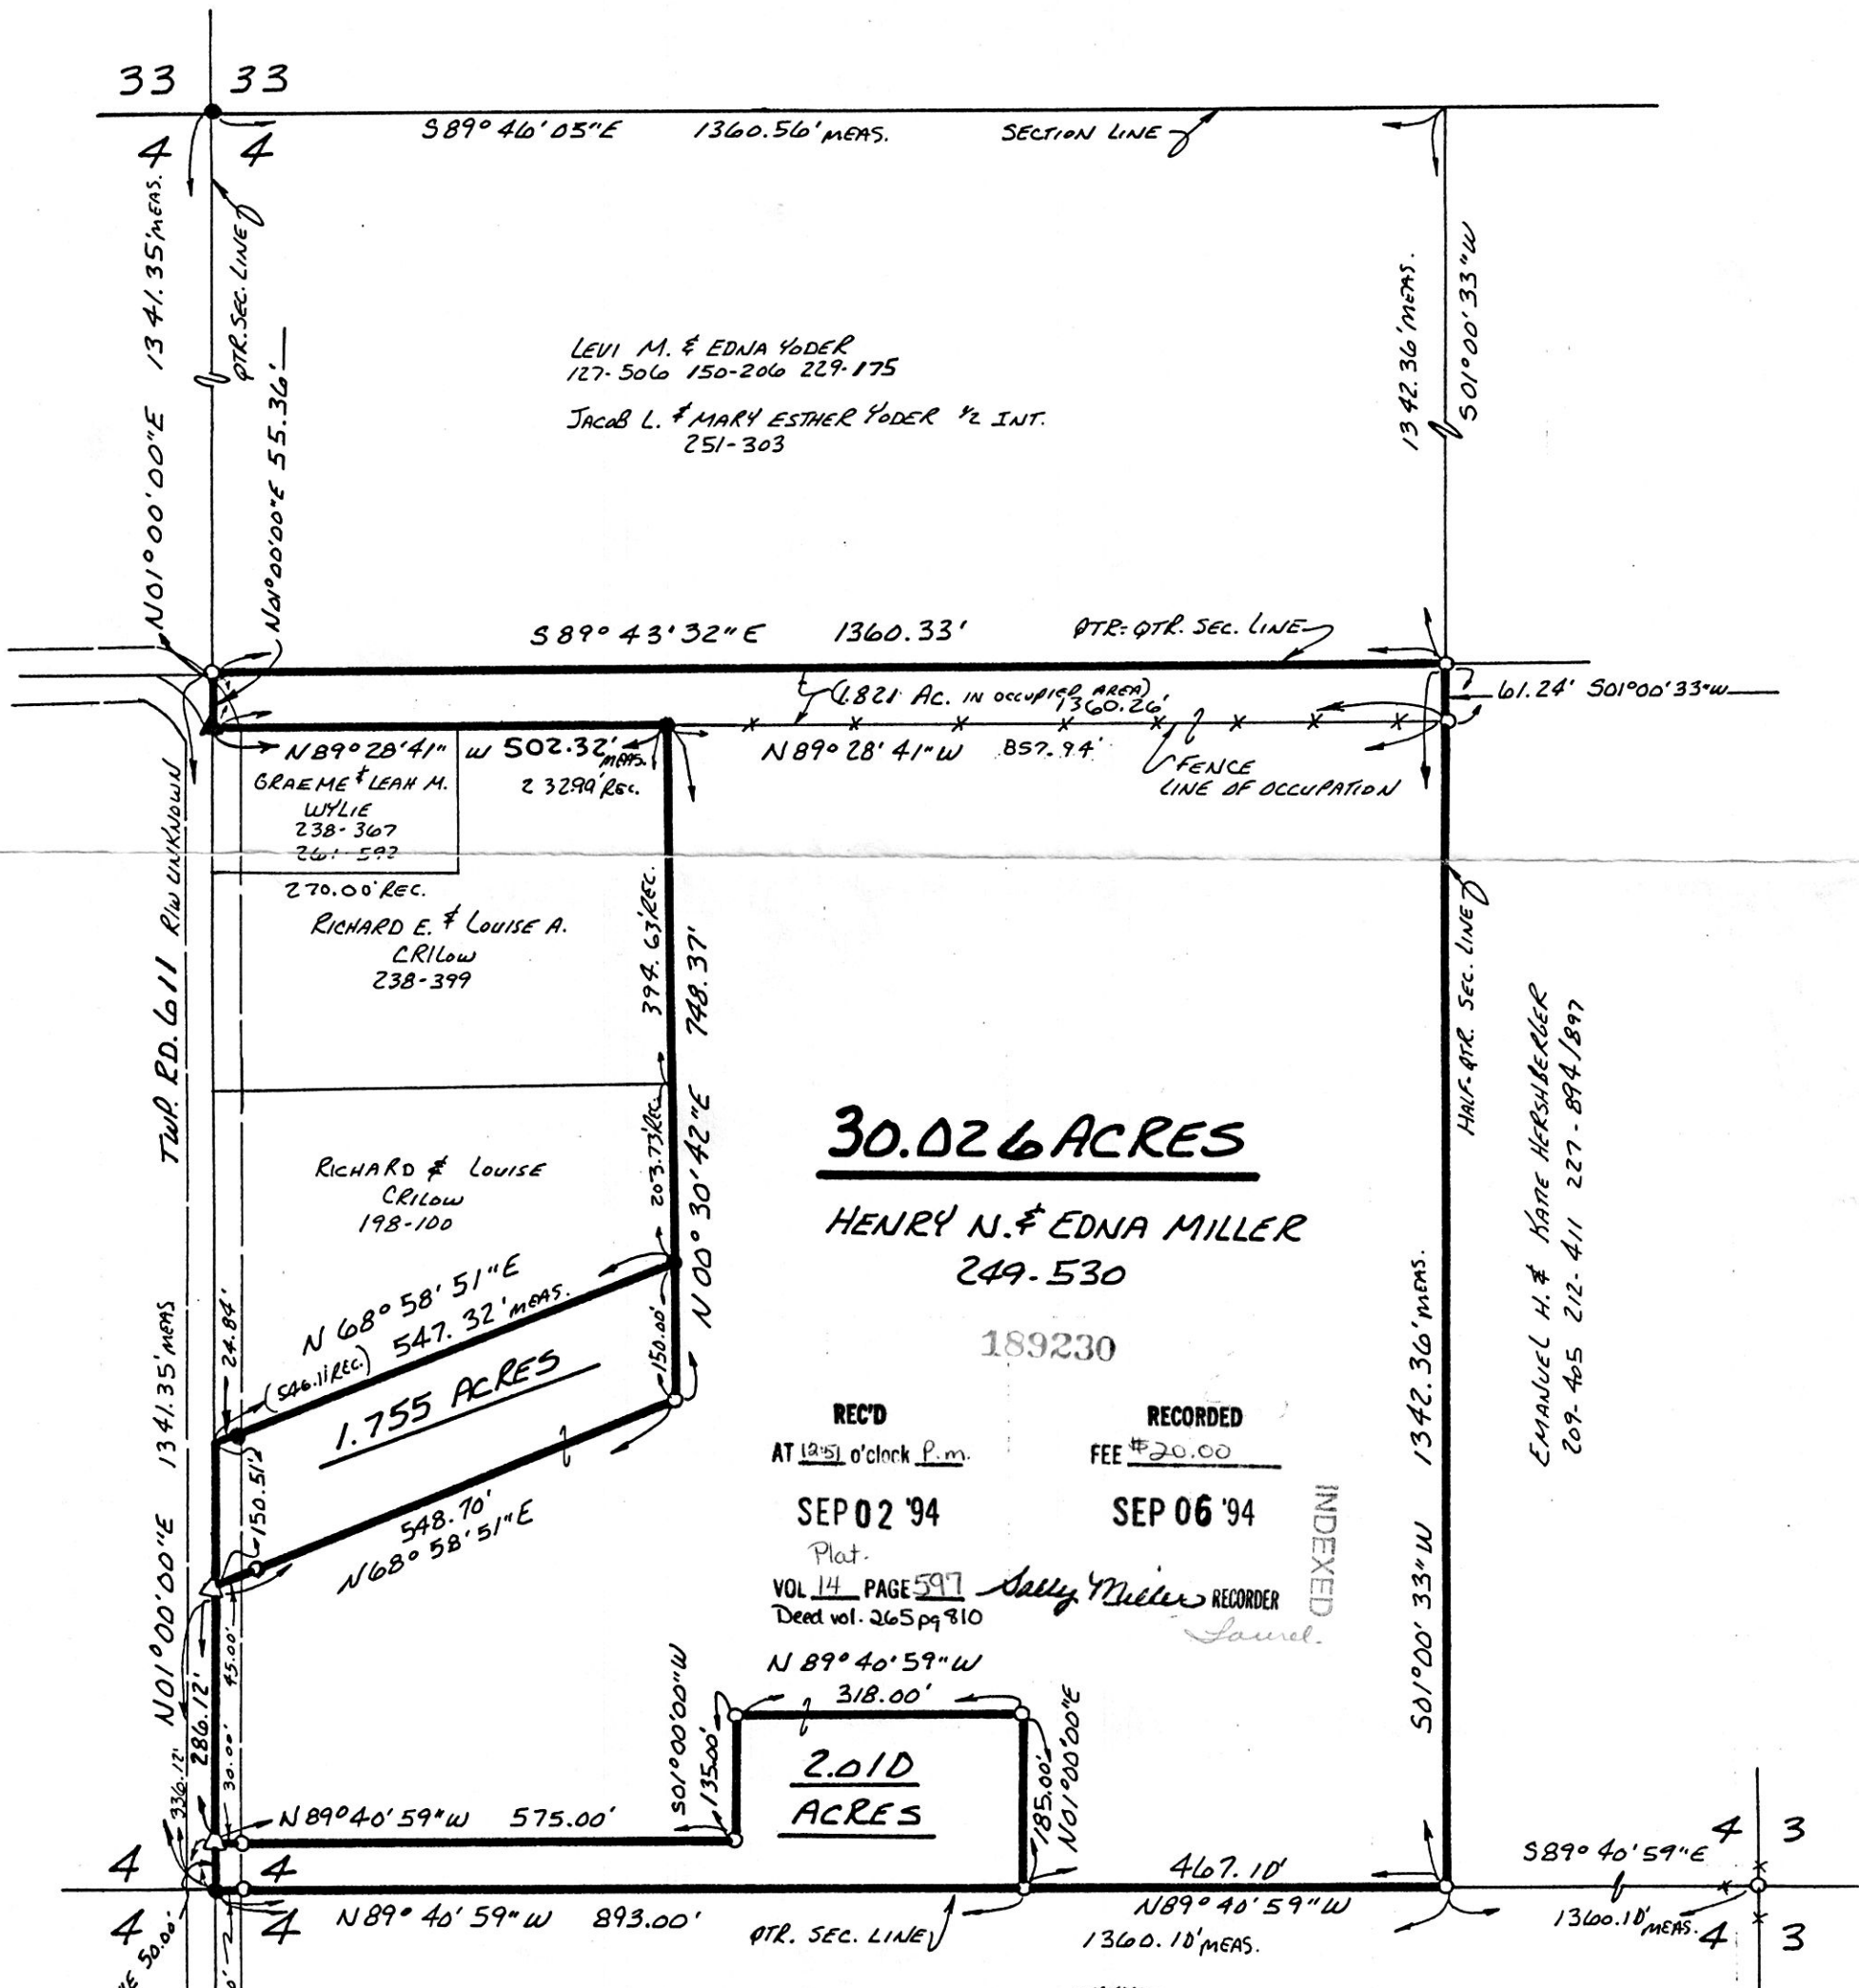 33 33
4 4
S89°46'05"E 1360.56' MEAS. SECTION LINE
N01°00'00"E 1341.35' MEAS.
QTR. SEC. LINE
N01°00'00"E 55.36'
1342.36' MEAS.
S01°00'33"W
LEVI M. & EDNA YODER
127-506 150-206 229-175
JACOB L. & MARY ESTHER YODER ½ INT.
251-303
S89°43'32"E 1360.33' QTR-QTR. SEC. LINE
(1.821 AC. IN OCCUPIED AREA)
1360.26'
61.24' S01°00'33"W
N89°28'41"W 502.32' MEAS.
N89°28'41"W 857.94'
FENCE
LINE OF OCCUPATION
232.99' REC.
GRAEME & LEAH M.
WYLIE
238-367
261-592
270.00' REC.
RICHARD E. & LOUISE A.
CRILOW
238-399
TWP. RD. 611 R/W UNKNOWN
394.63' REC.
748.37'
HALF-QTR. SEC. LINE
EMANUEL H. & KATIE HERSHBERGER
209-405 212-411 227-894/897
203.73' REC.
N00°30'42"E
RICHARD & LOUISE
CRILOW
198-100
30.026 ACRES
HENRY N. & EDNA MILLER
249-530
189230
N68°58'51"E
547.32' MEAS.
(546.11' REC.)
24.84'
150.00'
1.755 ACRES
150.51'
548.70'
N68°58'51"E
N01°00'00"E 1341.35' MEAS
S01°00'33"W 1342.36' MEAS.
REC'D RECORDED
AT 12:51 o'clock P.m. FEE $20.00
SEP 02 '94 SEP 06 '94
Plat.
VOL 14 PAGE 597 Sally Miller RECORDER
Deed vol. 265 pg 810
Laurel.
INDEXED
286.12'
45.00'
30.00'
336.12'
S01°00'00"W
135.00'
N89°40'59"W
318.00'
2.010
ACRES
185.00'
N01°00'00"E
N89°40'59"W 575.00'
467.10'
S89°40'59"E
4 3
4 4
N89°40'59"W 893.00'
QTR. SEC. LINE
N89°40'59"W
1360.10' MEAS.
1360.10' MEAS.
4 3
4 4
50.00'